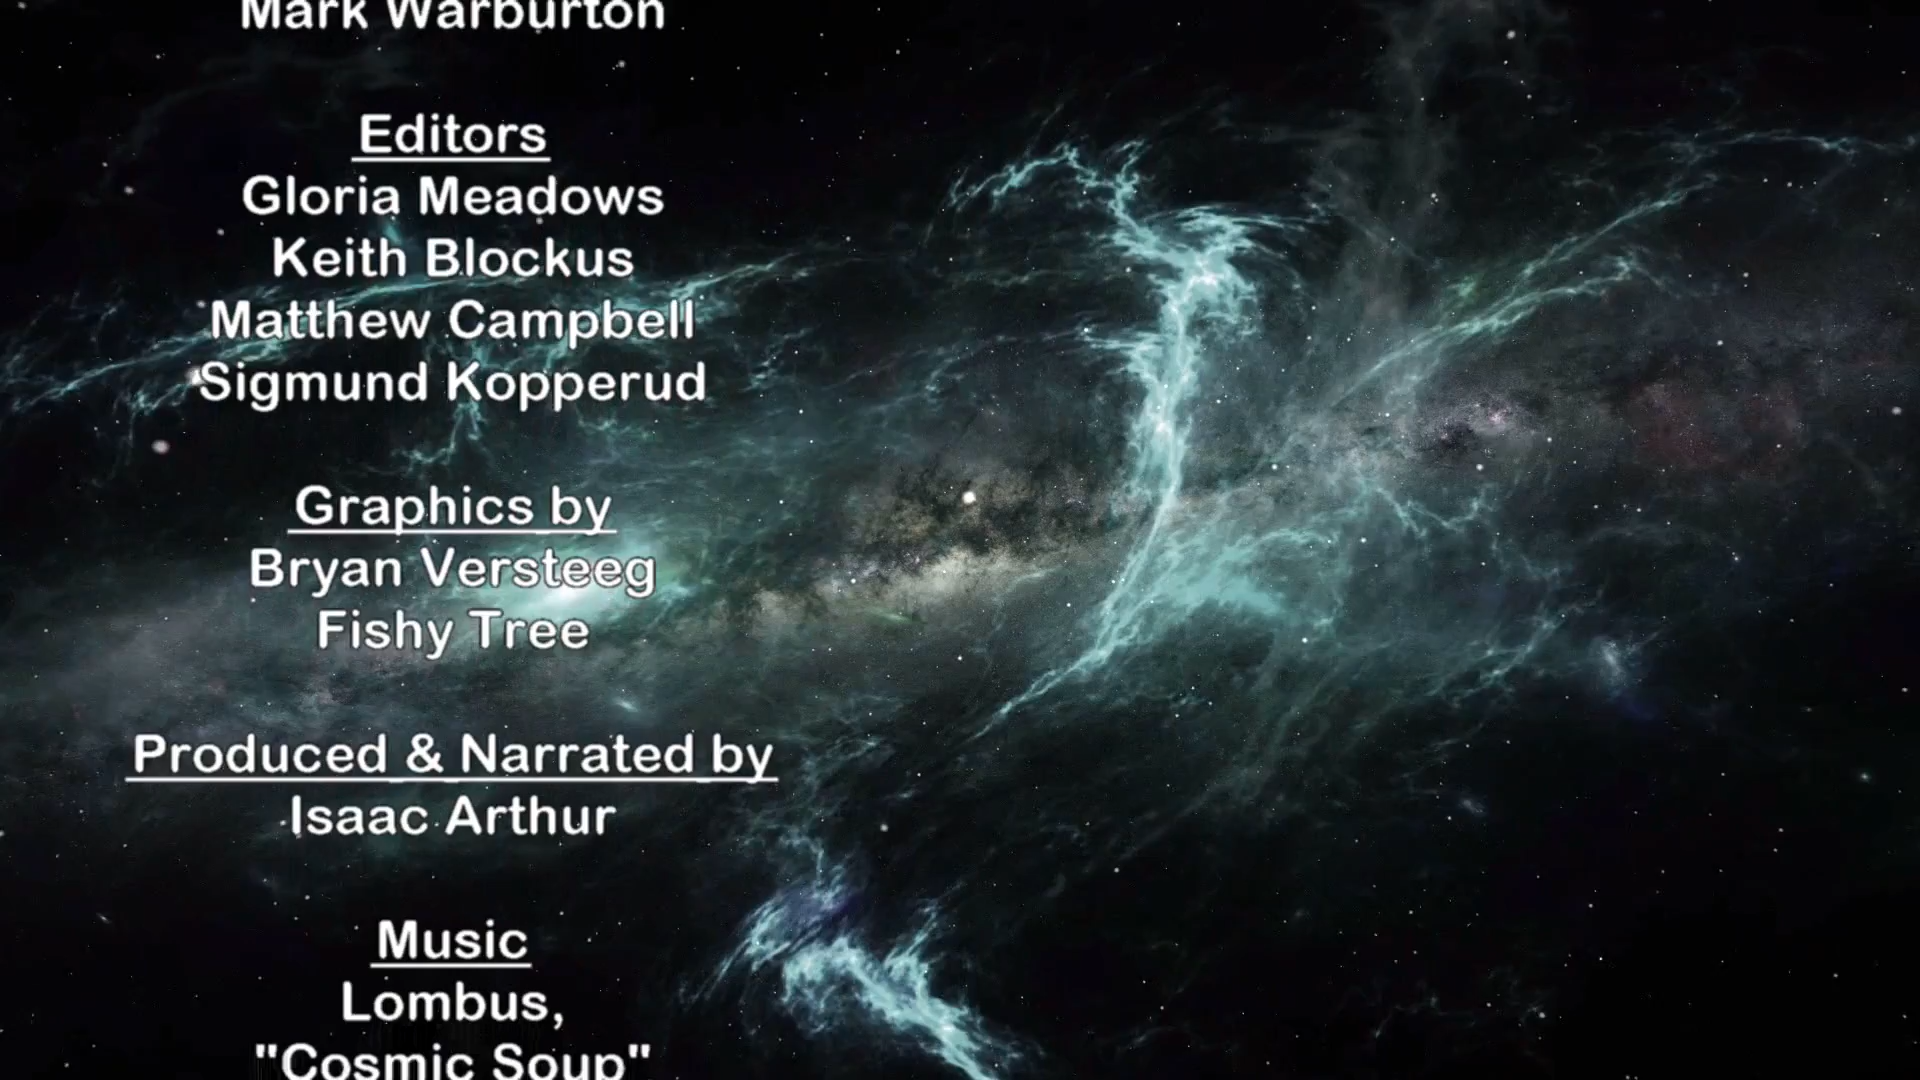 Mark Warburton
Editors
Gloria Meadows
Keith Blockus
Matthew Campbell
Sigmund Kopperud
Graphics by
Bryan Versteeg
Fishy Tree
Produced & Narrated by
Isaac Arthur
Music
Lombus,
"Cosmic Soup"